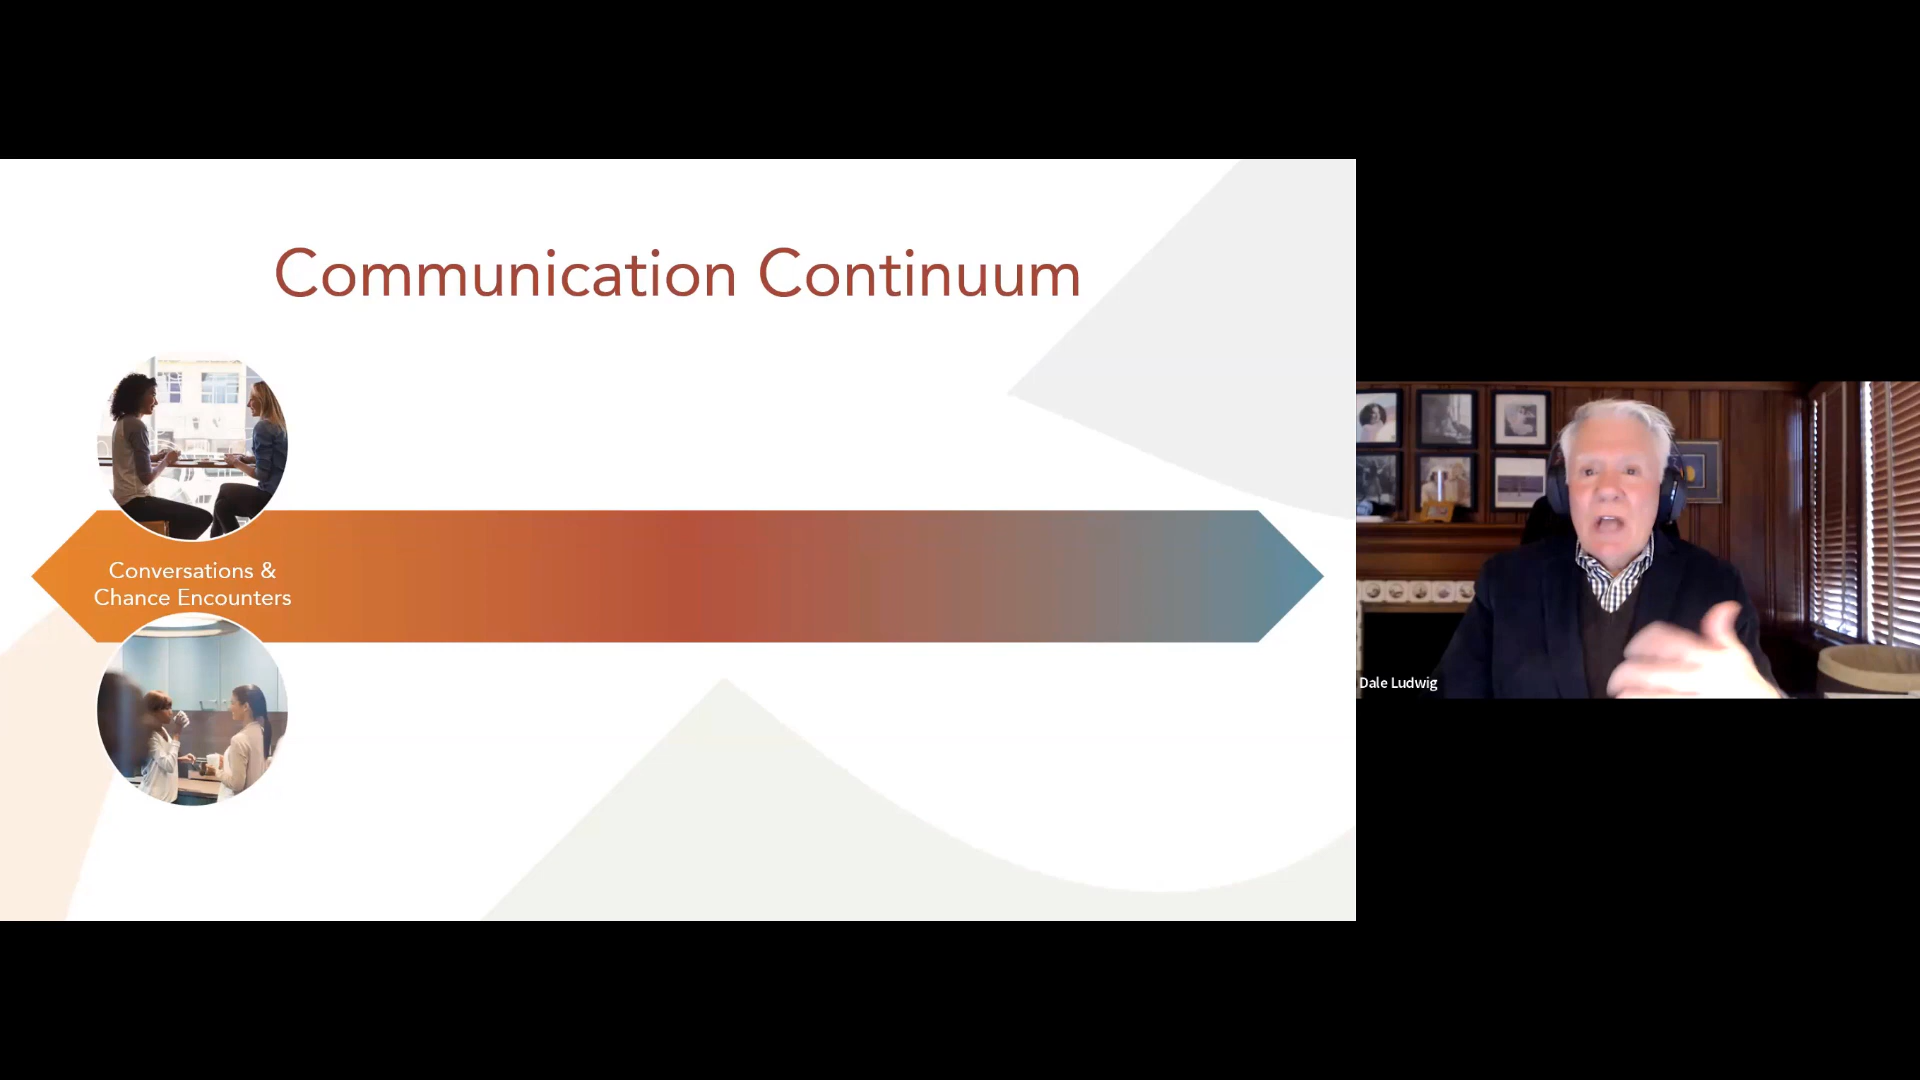 Communication Continuum
Conversations &
Chance Encounters
Dale Ludwig